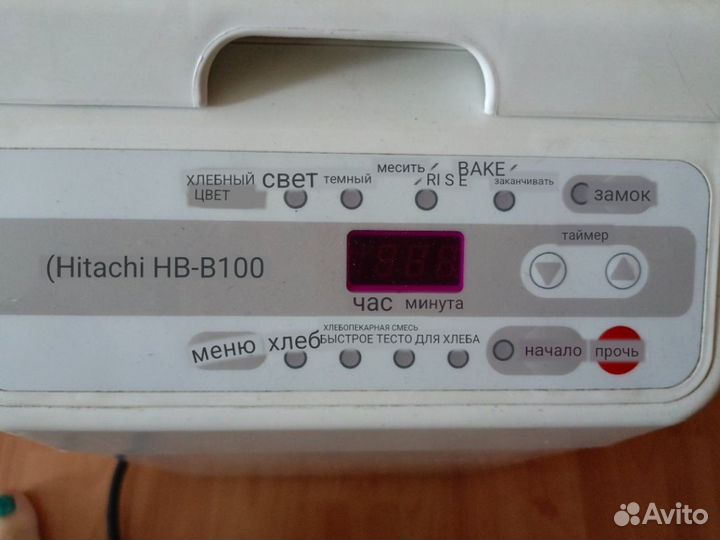 месить BAKE
ХЛЕБНЫЙ ЦВЕТ свет темный RISE заканчивать замок
таймер
(Hitachi HB-B100
час минута
ХЛЕБОПЕКАРНАЯ СМЕСЬ
меню хлеб БЫСТРОЕ ТЕСТО ДЛЯ ХЛЕБА начало прочь
Avito